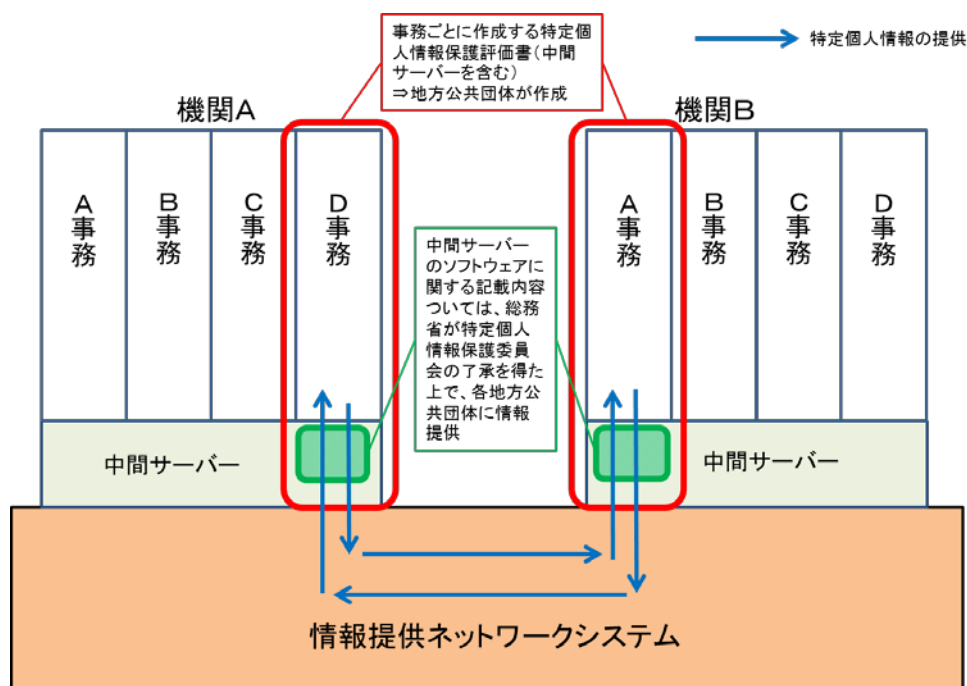 事務ごとに作成する特定個
人情報保護評価書(中間
サーバーを含む)
⇒地方公共団体が作成
特定個人情報の提供
機関A
機関B
A事務
B事務
C事務
D事務
A事務
B事務
C事務
D事務
中間サーバー
のソフトウェアに
関する記載内容
ついては、総務
省が特定個人
情報保護委員
会の了承を得た
上で、各地方公
共団体に情報
提供
中間サーバー
中間サーバー
情報提供ネットワークシステム